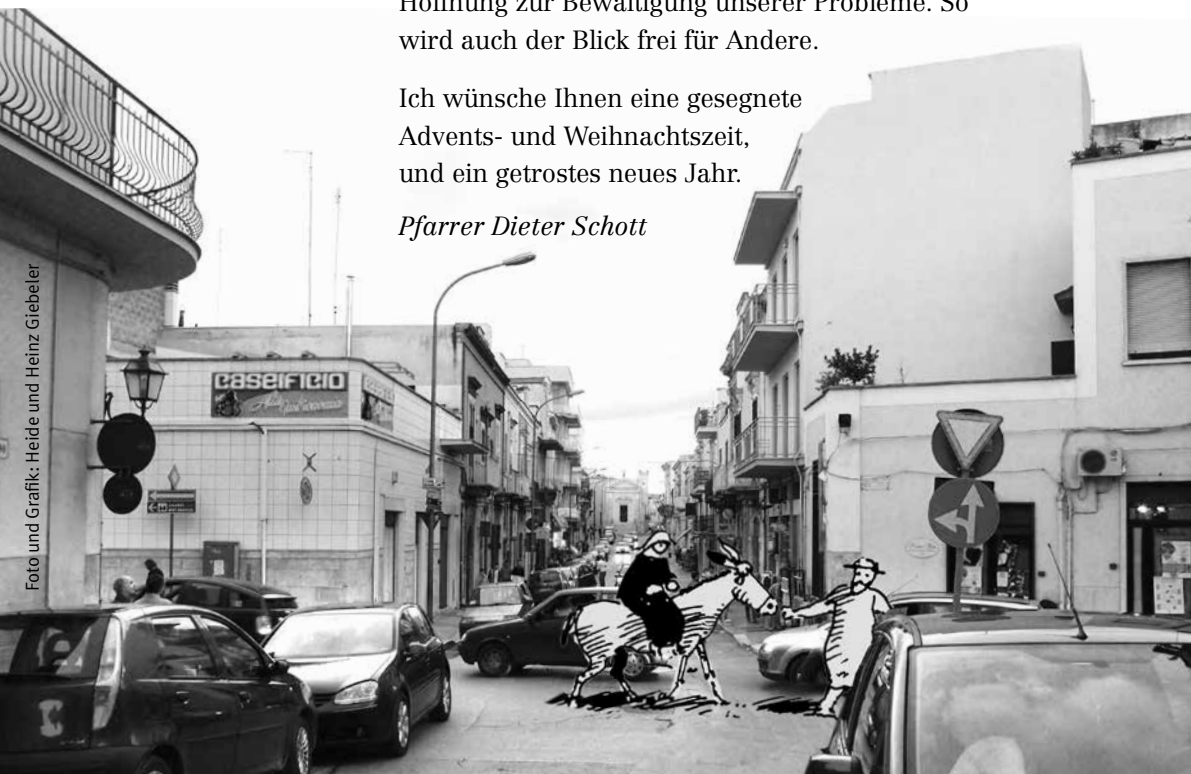 Hoffnung zur Bewältigung unserer Probleme. So
wird auch der Blick frei für Andere.
Ich wünsche Ihnen eine gesegnete
Advents- und Weihnachtszeit,
und ein getrostes neues Jahr.
Pfarrer Dieter Schott
Foto und Grafik: Heide und Heinz Giebeler
CASEIFICIO